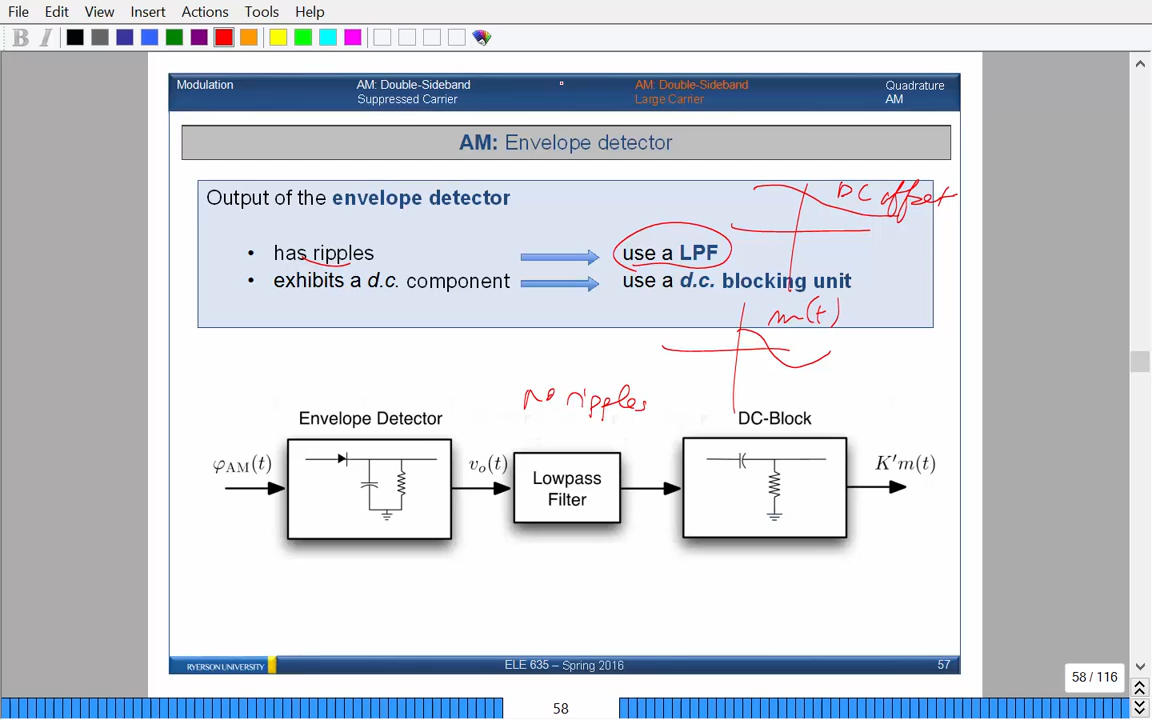 File Edit View Insert Actions Tools Help
B I
Modulation
AM: Double-Sideband
Suppressed Carrier
AM: Double-Sideband
Large Carrier
Quadrature
AM
AM: Envelope detector
Output of the envelope detector
DC offset
• has ripples
use a LPF
• exhibits a d.c. component
use a d.c. blocking unit
m(t)
no ripples
Envelope Detector
DC-Block
φAM(t)
vo(t)
Lowpass
Filter
K′m(t)
RYERSON UNIVERSITY
ELE 635 – Spring 2016
57
58 / 116
58